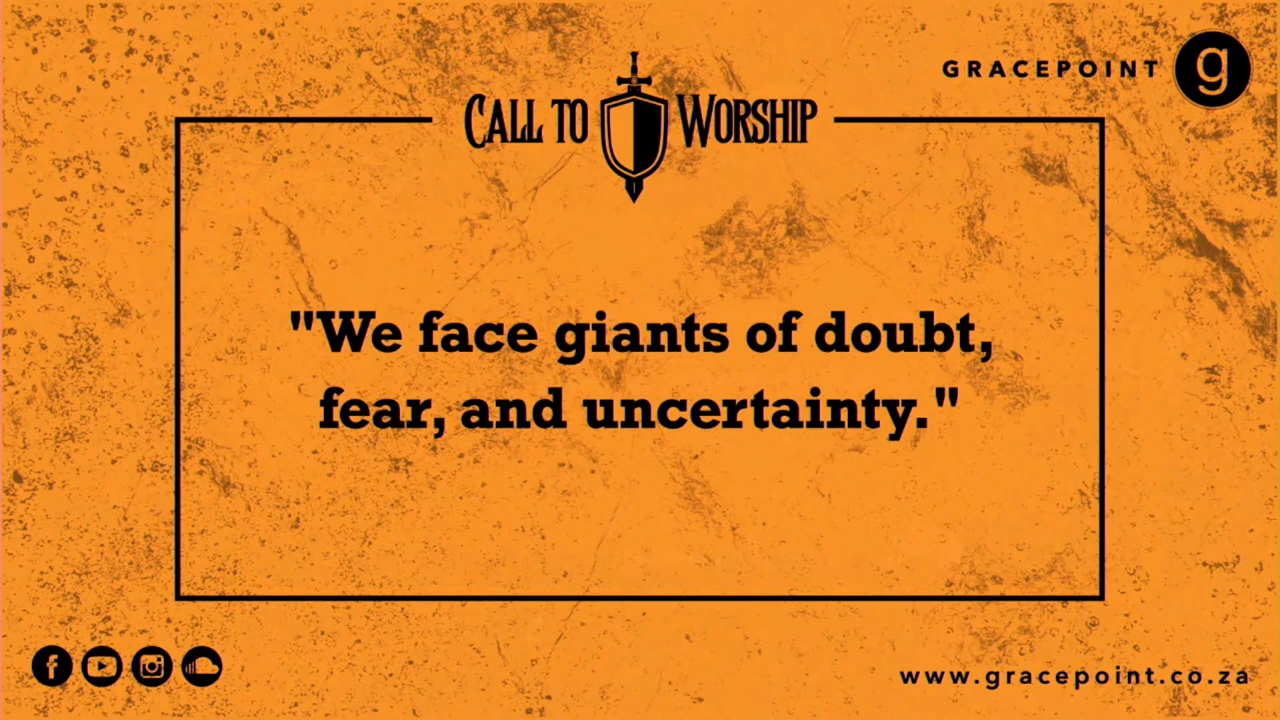 GRACEPOINT
g
CALL TO WORSHIP
"We face giants of doubt,
fear, and uncertainty."
www.gracepoint.co.za